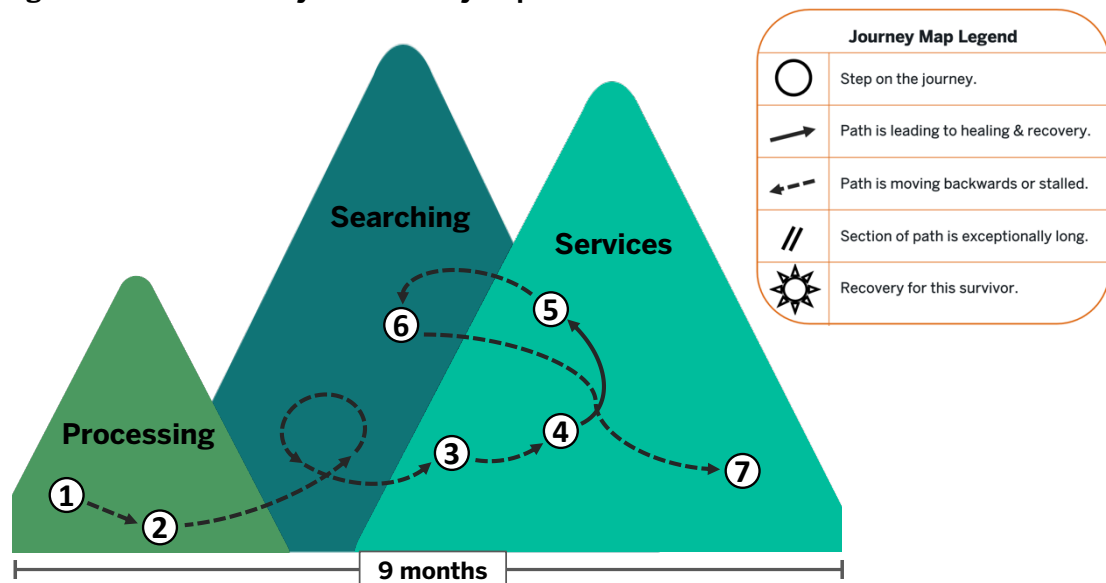 Journey Map Legend
Step on the journey.
Path is leading to healing & recovery.
Path is moving backwards or stalled.
Section of path is exceptionally long.
Recovery for this survivor.
Searching
Services
Processing
5
6
4
3
7
1
2
9 months